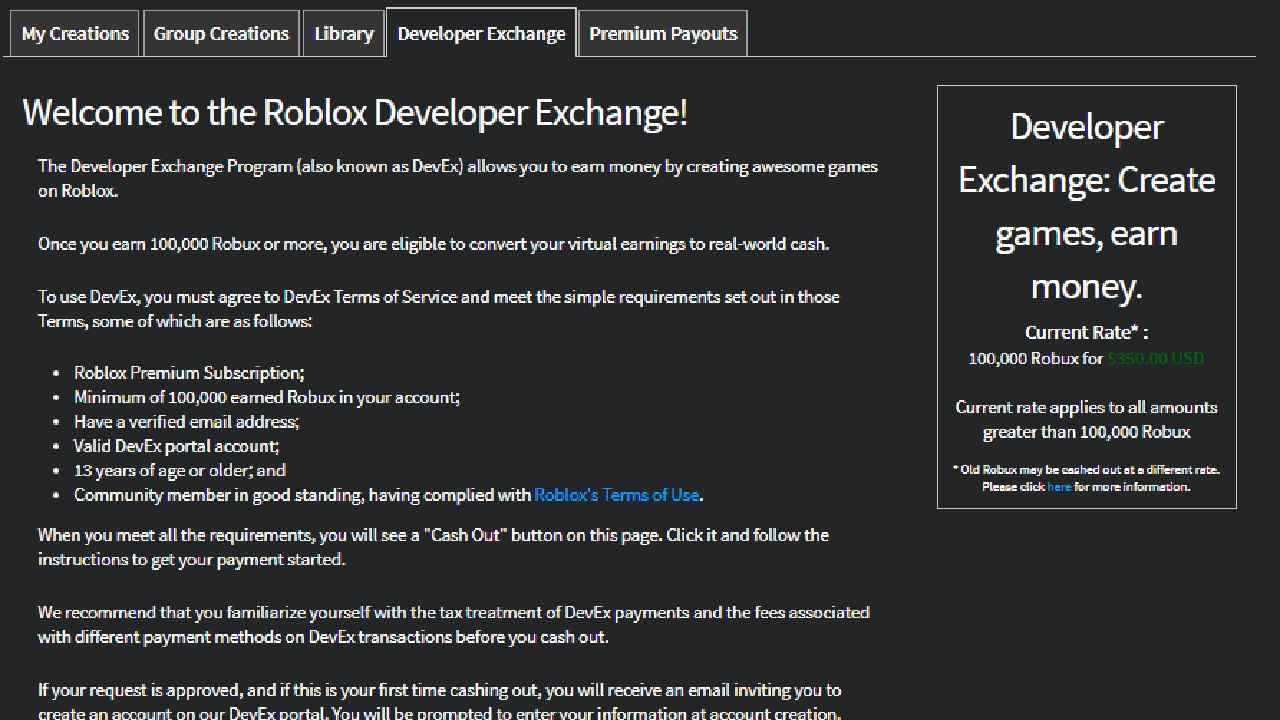 My Creations
Group Creations
Library
Developer Exchange
Premium Payouts
Welcome to the Roblox Developer Exchange!
The Developer Exchange Program (also known as DevEx) allows you to earn money by creating awesome games
on Roblox.
Once you earn 100,000 Robux or more, you are eligible to convert your virtual earnings to real-world cash.
To use DevEx, you must agree to DevEx Terms of Service and meet the simple requirements set out in those
Terms, some of which are as follows:
• Roblox Premium Subscription;
• Minimum of 100,000 earned Robux in your account;
• Have a verified email address;
• Valid DevEx portal account;
• 13 years of age or older; and
• Community member in good standing, having complied with Roblox's Terms of Use.
When you meet all the requirements, you will see a "Cash Out" button on this page. Click it and follow the
instructions to get your payment started.
We recommend that you familiarize yourself with the tax treatment of DevEx payments and the fees associated
with different payment methods on DevEx transactions before you cash out.
If your request is approved, and if this is your first time cashing out, you will receive an email inviting you to
create an account on our DevEx portal. You will be prompted to enter your information at account creation,
Developer
Exchange: Create
games, earn
money.
Current Rate* :
100,000 Robux for $350.00 USD
Current rate applies to all amounts
greater than 100,000 Robux
* Old Robux may be cashed out at a different rate.
Please click here for more information.